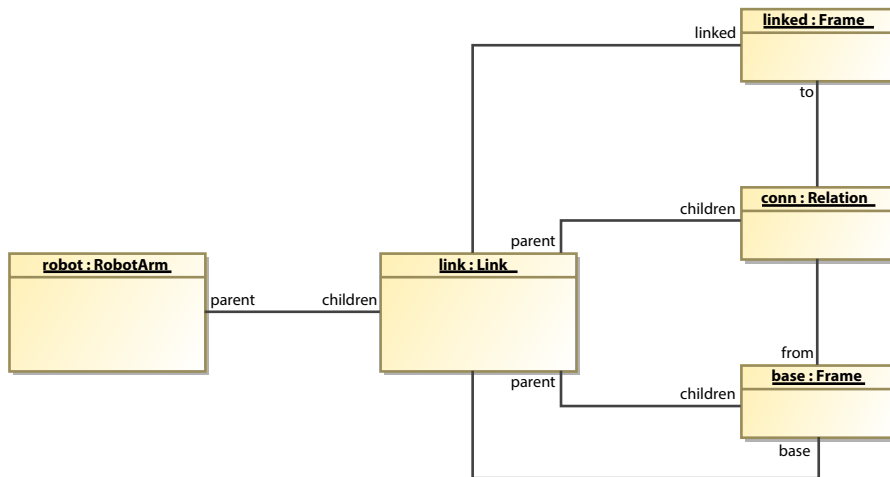 linked : Frame
linked
to
conn : Relation
children
parent
robot : RobotArm
link : Link
parent
children
from
parent
base : Frame
children
base